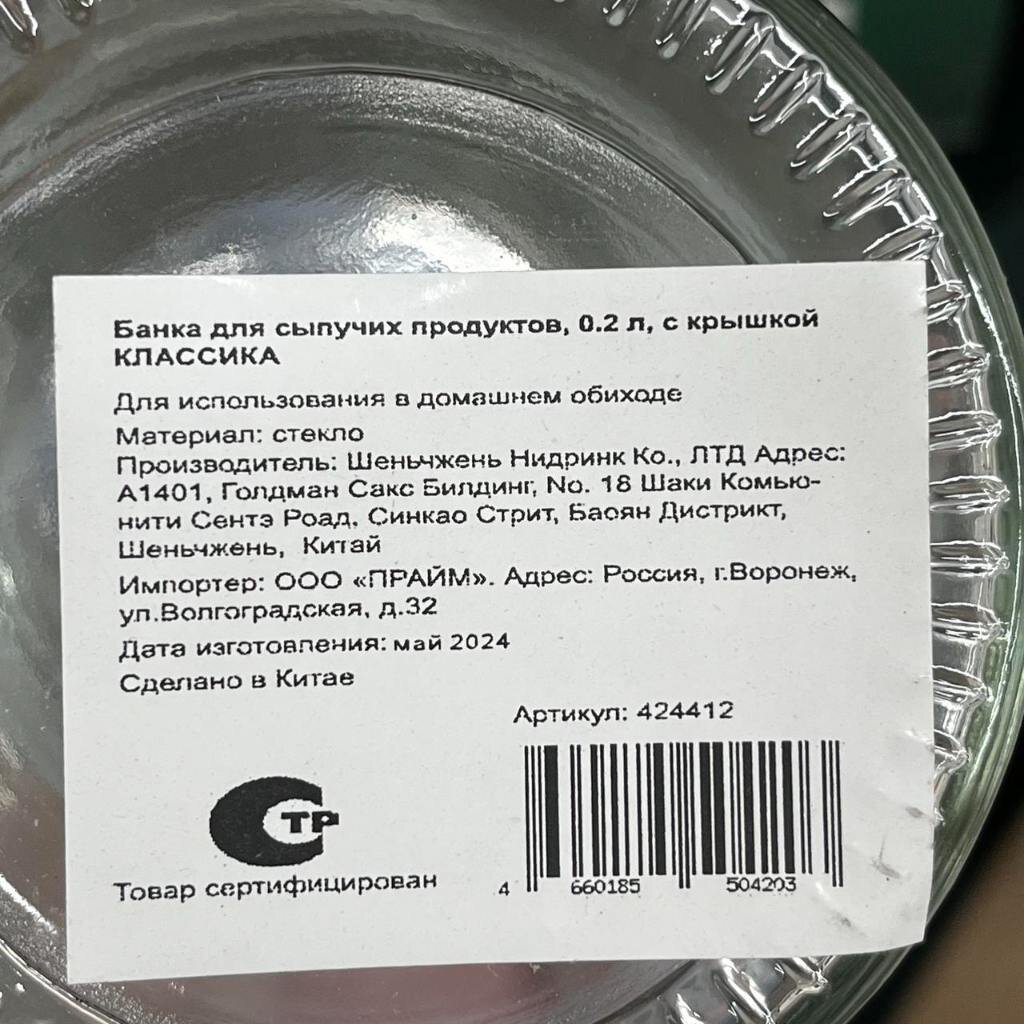 Банка для сыпучих продуктов, 0.2 л, с крышкой
КЛАССИКА
Для использования в домашнем обиходе
Материал: стекло
Производитель: Шеньчжень Нидринк Ко., ЛТД Адрес:
А1401, Голдман Сакс Билдинг, No. 18 Шаки Комью-
нити Сентэ Роад, Синкао Стрит, Баоян Дистрикт,
Шеньчжень, Китай
Импортер: ООО «ПРАЙМ». Адрес: Россия, г.Воронеж,
ул.Волгоградская, д.32
Дата изготовления: май 2024
Сделано в Китае
Артикул: 424412
СТР
Товар сертифицирован
4 660185 504203